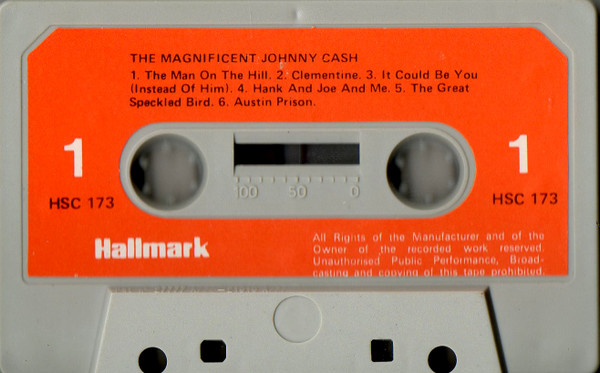 THE MAGNIFICENT JOHNNY CASH
1. The Man On The Hill. 2. Clementine. 3. It Could Be You
(Instead Of Him). 4. Hank And Joe And Me. 5. The Great
Speckled Bird. 6. Austin Prison.
1
1
HSC 173
HSC 173
100 50 0
Hallmark
All Rights of the Manufacturer and of the
Owner of the recorded work reserved.
Unauthorised Public Performance, Broad-
casting and copying of this tape prohibited.